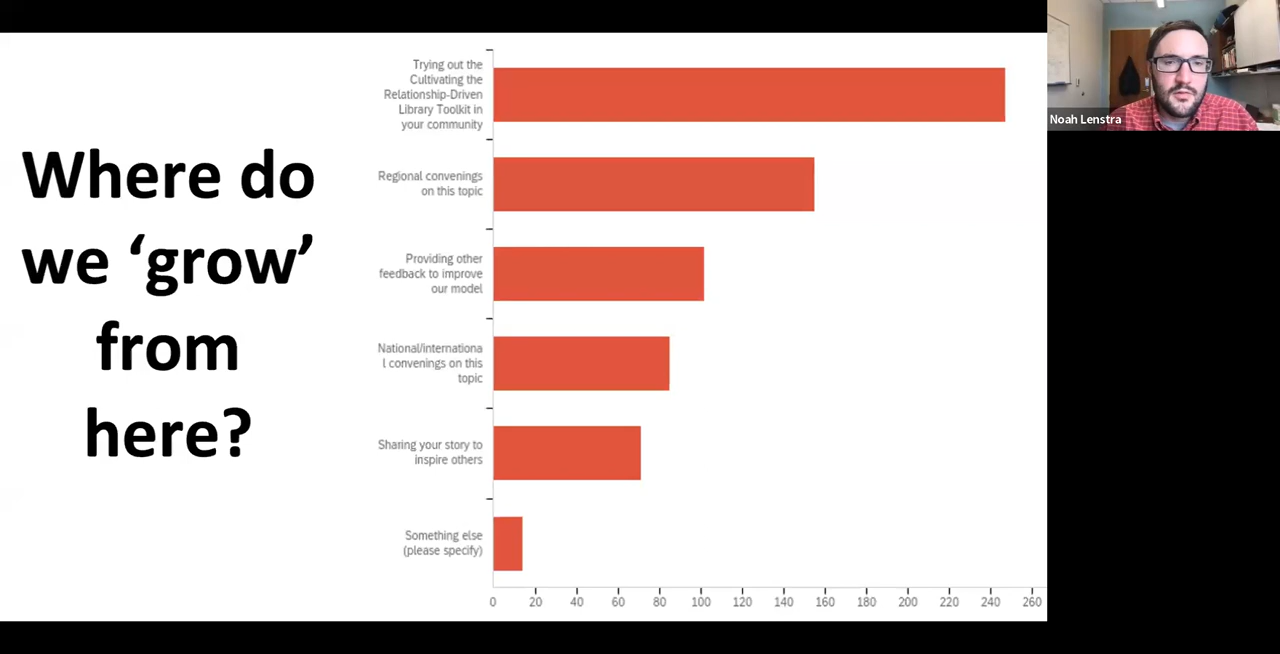 Where do
we ‘grow’
from
here?
Trying out the
Cultivating the
Relationship-Driven
Library Toolkit in
your community
Regional convenings
on this topic
Providing other
feedback to improve
our model
National/internationa
l convenings on this
topic
Sharing your story to
inspire others
Something else
(please specify)
0 20 40 60 80 100 120 140 160 180 200 220 240 260
Noah Lenstra